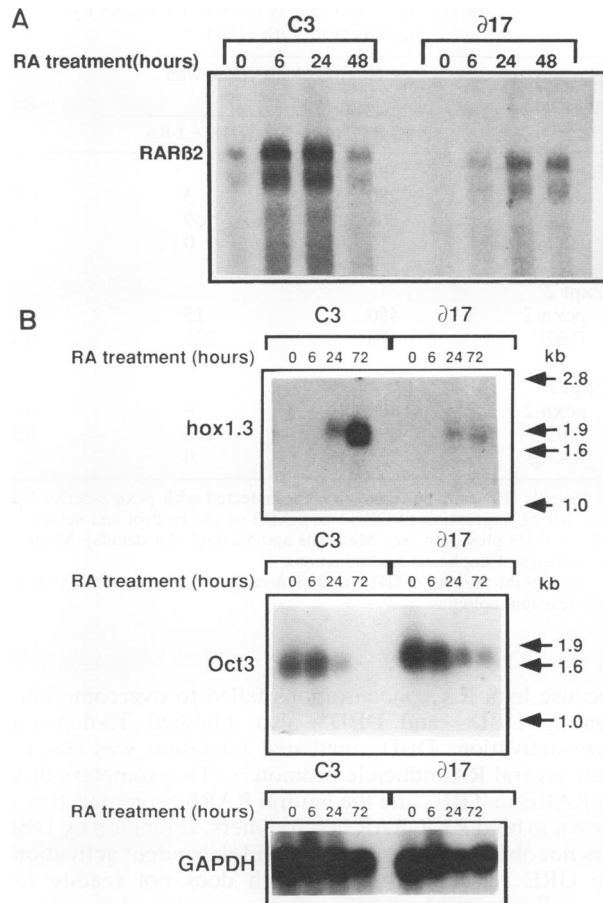 A
C3 ∂17
RA treatment(hours) 0 6 24 48 0 6 24 48
RARß2
B
C3 ∂17
RA treatment (hours) 0 6 24 72 0 6 24 72 kb
2.8
hox1.3
1.9
1.6
1.0
C3 ∂17
RA treatment (hours) 0 6 24 72 0 6 24 72 kb
Oct3
1.9
1.6
1.0
C3 ∂17
0 6 24 72 0 6 24 72
GAPDH